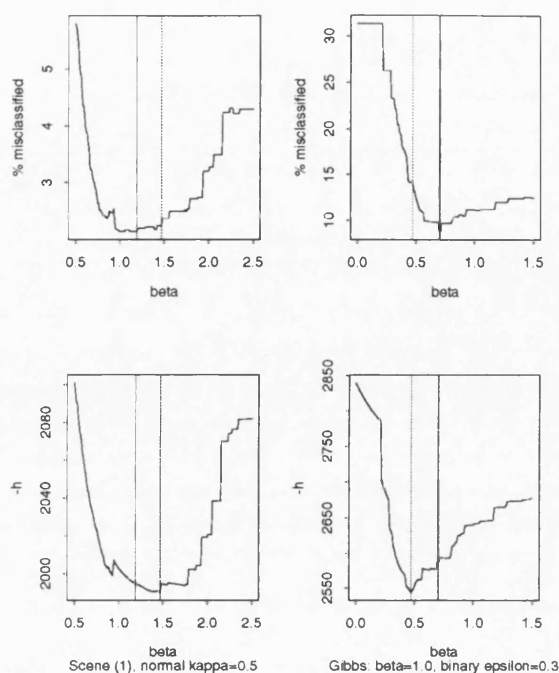 % misclassified
5
4
3
0.5 1.0 1.5 2.0 2.5
beta
% misclassified
30
25
20
15
10
0.0 0.5 1.0 1.5
beta
-h
2080
2040
2000
0.5 1.0 1.5 2.0 2.5
beta
Scene (1), normal kappa=0.5
-h
2850
2750
2650
2550
0.0 0.5 1.0 1.5
beta
Gibbs: beta=1.0, binary epsilon=0.3